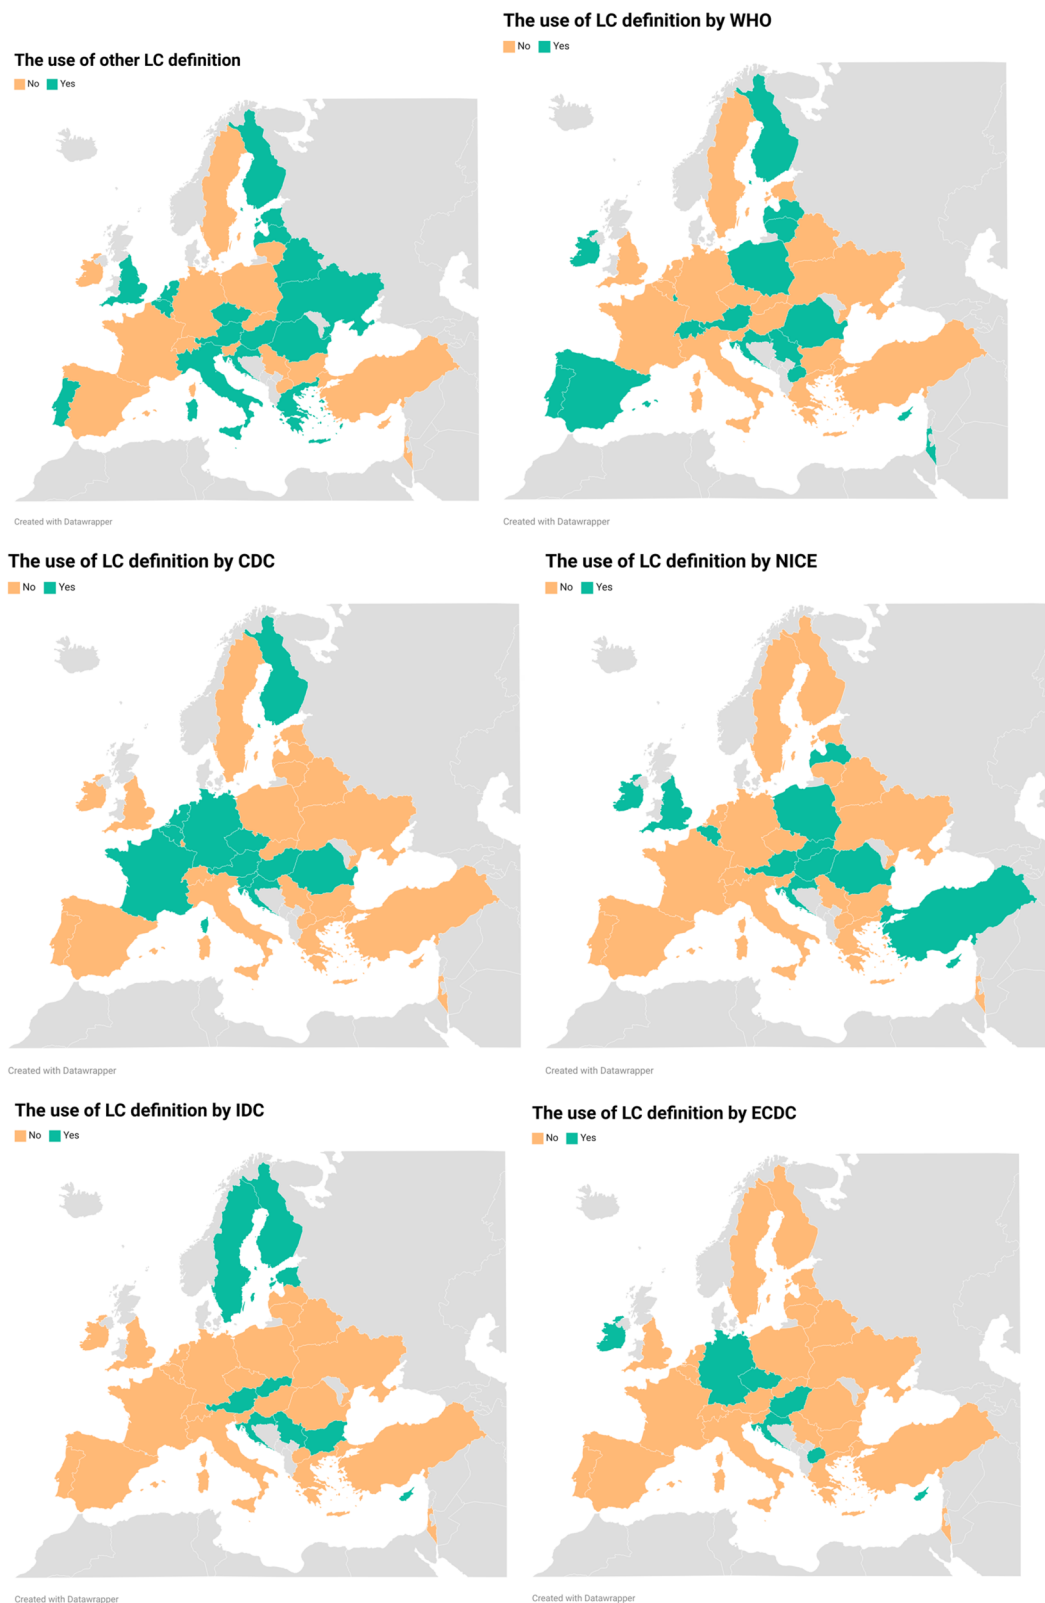 The use of other LC definition
No Yes
Created with Datawrapper
The use of LC definition by WHO
No Yes
Created with Datawrapper
The use of LC definition by CDC
No Yes
Created with Datawrapper
The use of LC definition by NICE
No Yes
Created with Datawrapper
The use of LC definition by IDC
No Yes
Created with Datawrapper
The use of LC definition by ECDC
No Yes
Created with Datawrapper